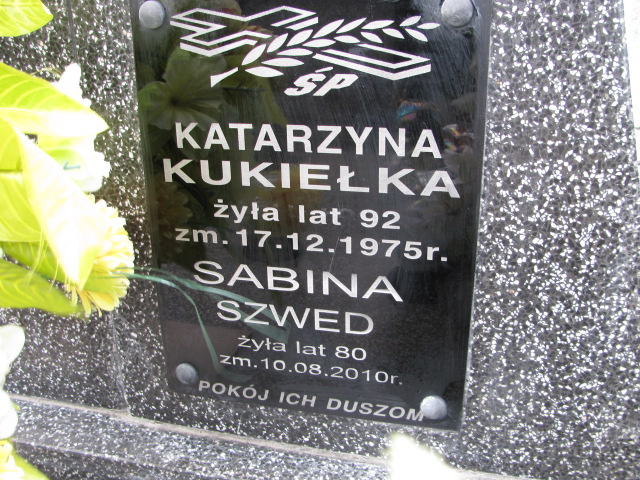 ŚP
KATARZYNA
KUKIEŁKA
żyła lat 92
zm.17.12.1975r.
SABINA
SZWED
żyła lat 80
zm.10.08.2010r.
POKÓJ ICH DUSZOM